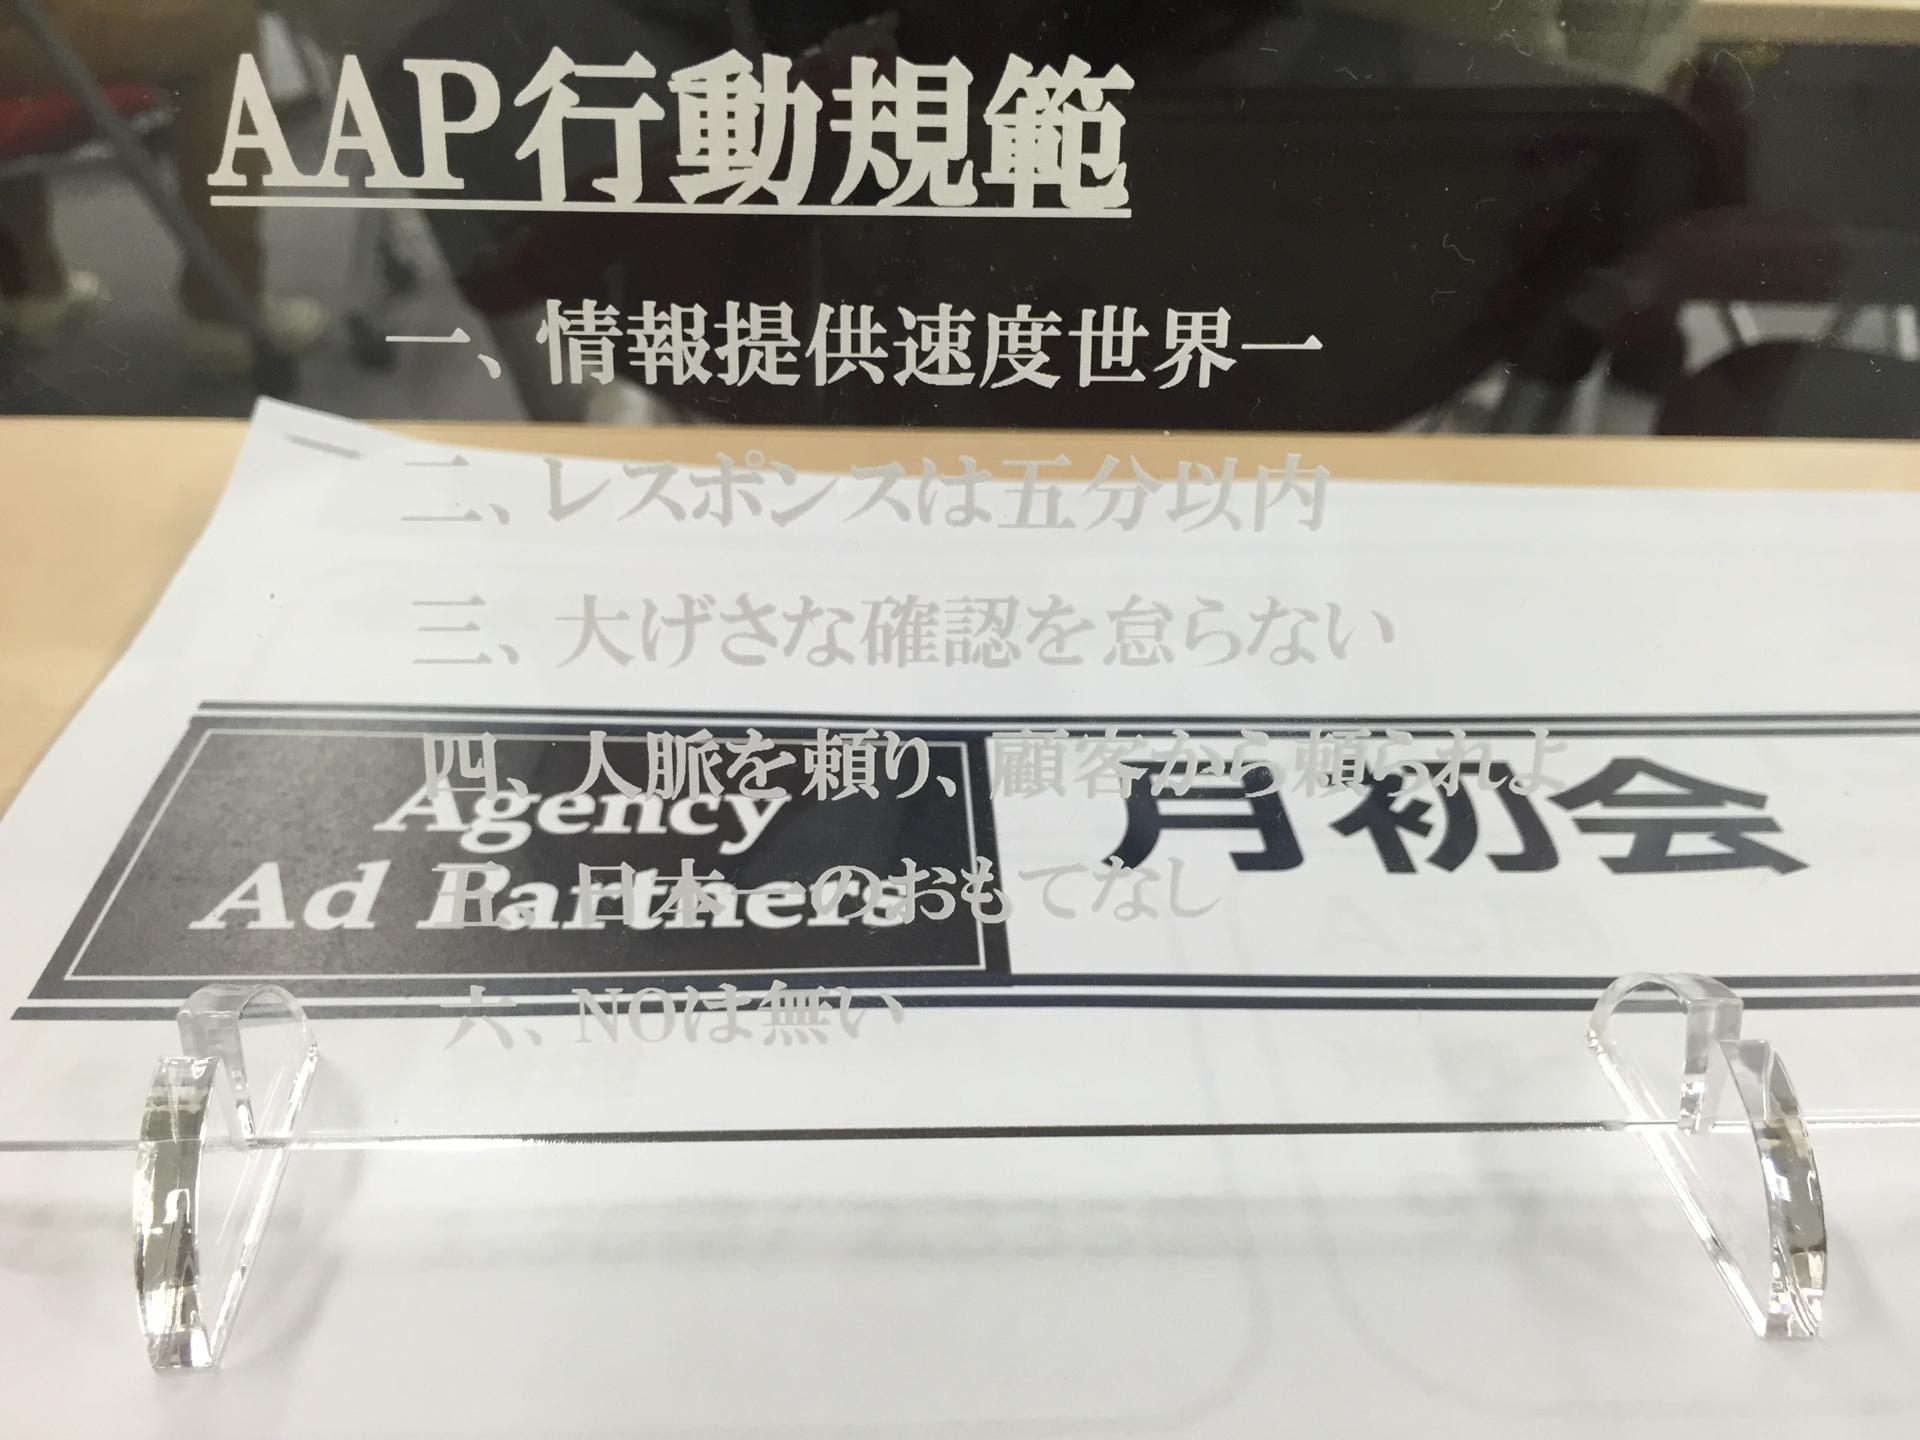 AAP行動規範
一、情報提供速度世界一
二、レスポンスは五分以内
三、大げさな確認を怠らない
四、人脈を頼り、顧客から頼られよ
五、日本一のおもてなし
六、NOは無い
Agency
Ad Partners
月初会